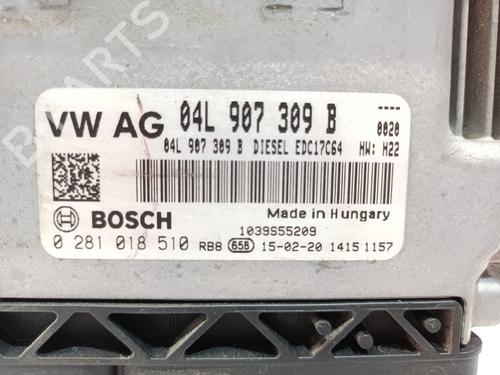 VW AG 04L 907 309 B
----
0020
04L 907 309 B DIESEL EDC17C64 HW: H22
BOSCH
Made in Hungary
1039S55209
0 281 018 510 RB8 658 15-02-20 1415 1157
B-PARTS